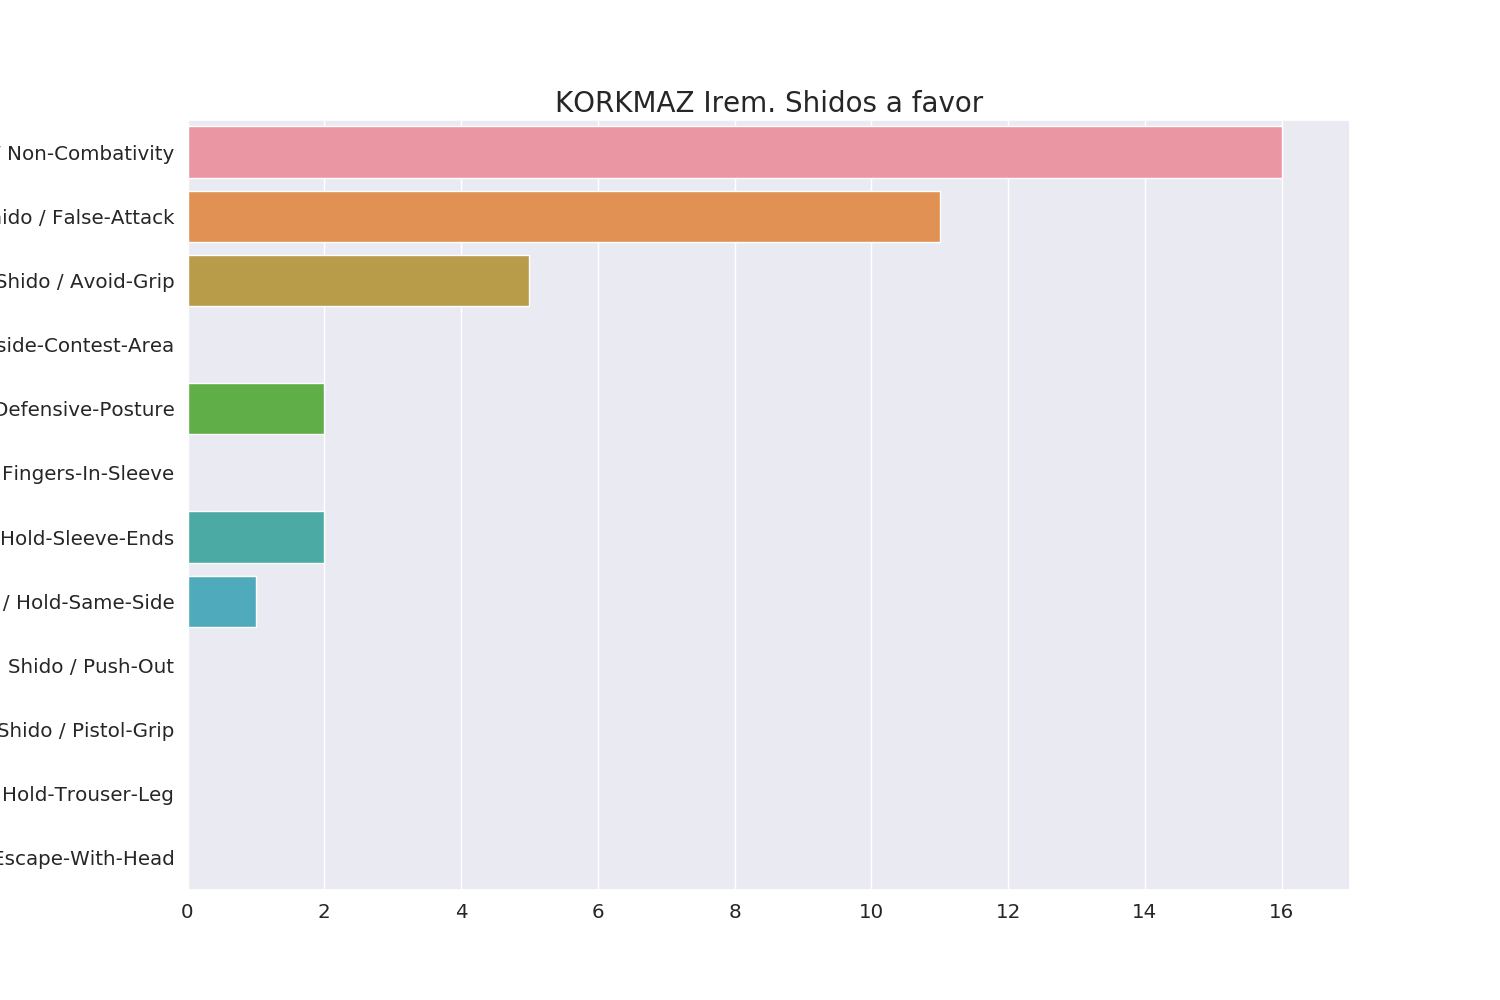 KORKMAZ Irem. Shidos a favor
/ Non-Combativity
ido / False-Attack
Shido / Avoid-Grip
side-Contest-Area
Defensive-Posture
Fingers-In-Sleeve
Hold-Sleeve-Ends
/ Hold-Same-Side
Shido / Push-Out
Shido / Pistol-Grip
Hold-Trouser-Leg
Escape-With-Head
0 2 4 6 8 10 12 14 16